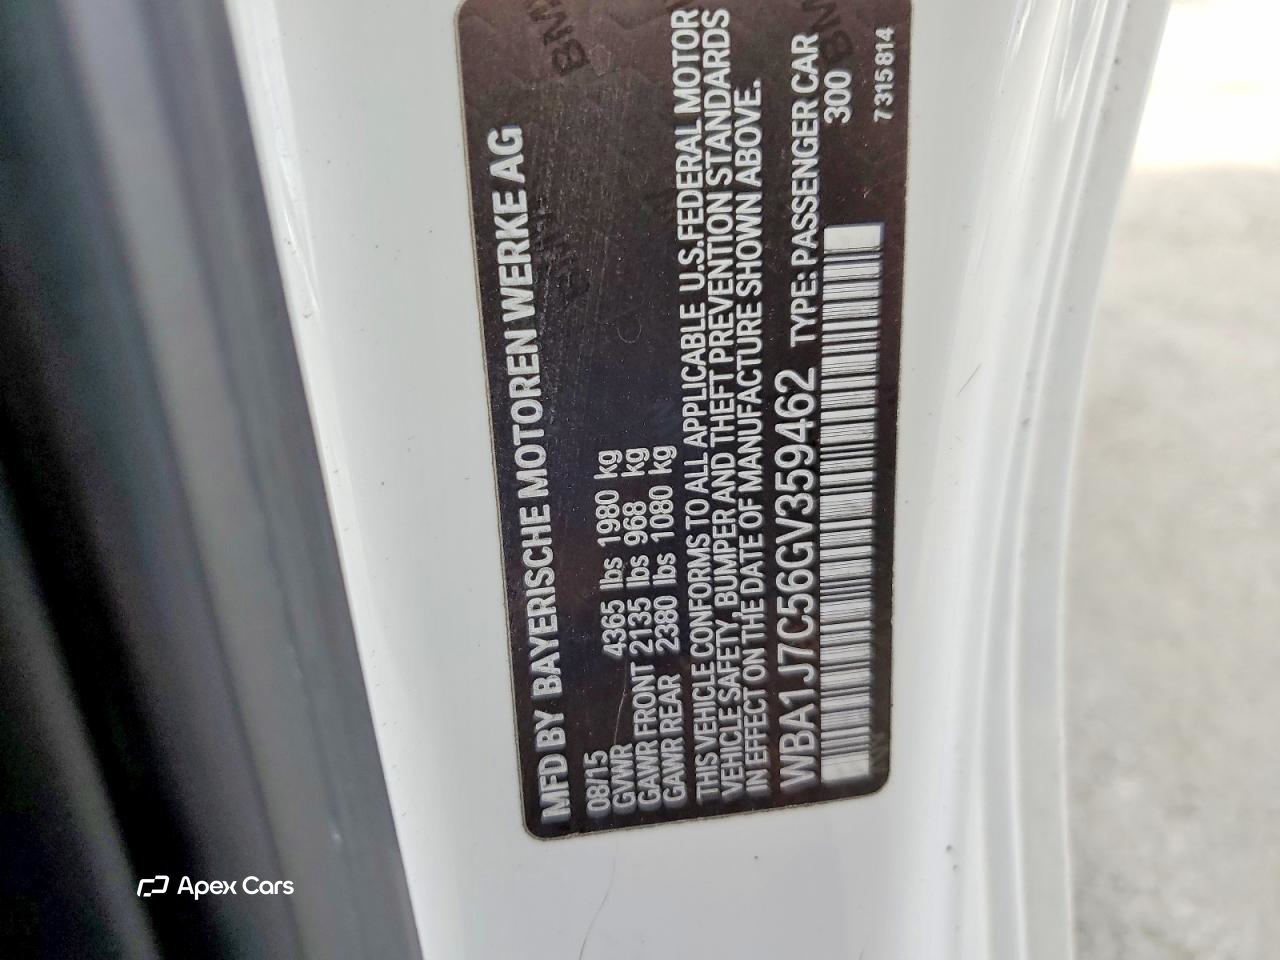 MFD BY BAYERISCHE MOTOREN WERKE AG
08/15
GVWR 4365 lbs 1980 kg
GAWR FRONT 2135 lbs 968 kg
GAWR REAR 2380 lbs 1080 kg
THIS VEHICLE CONFORMS TO ALL APPLICABLE U.S.FEDERAL MOTOR
VEHICLE SAFETY, BUMPER AND THEFT PREVENTION STANDARDS
IN EFFECT ON THE DATE OF MANUFACTURE SHOWN ABOVE.
WBA1J7C56GV359462 TYPE: PASSENGER CAR
300
7315814
Apex Cars